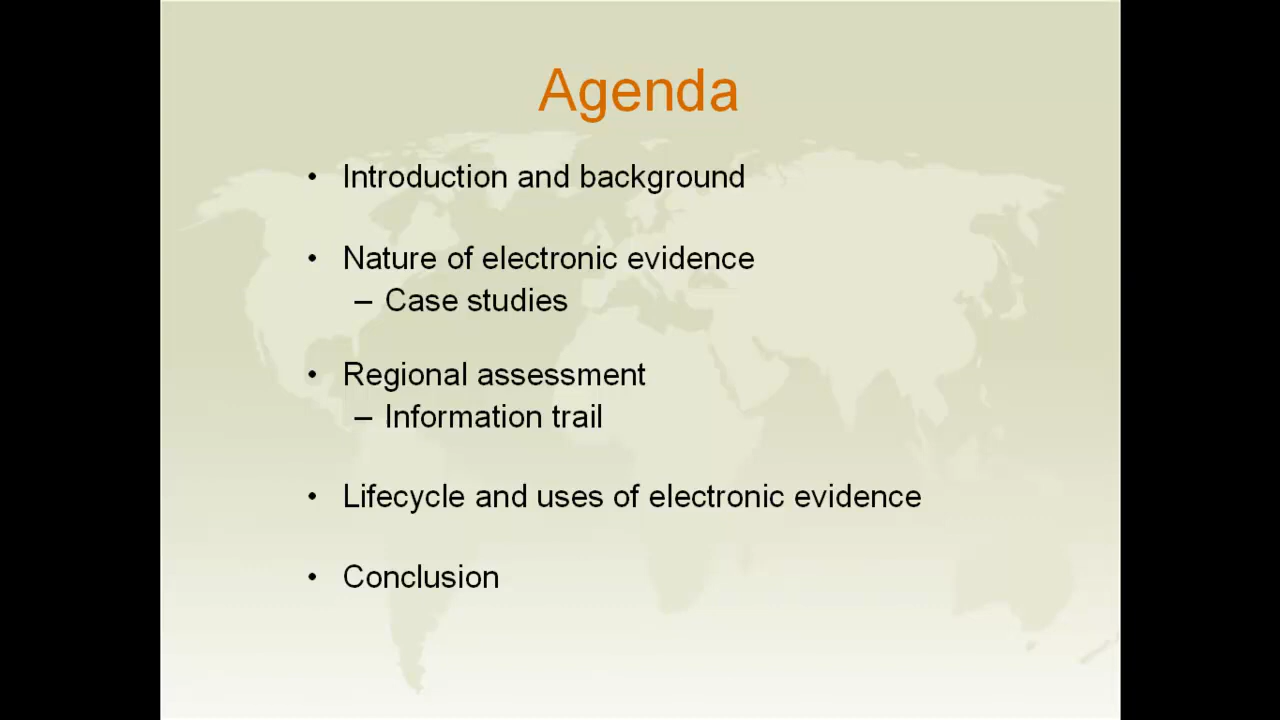 Agenda
• Introduction and background
• Nature of electronic evidence
– Case studies
• Regional assessment
– Information trail
• Lifecycle and uses of electronic evidence
• Conclusion